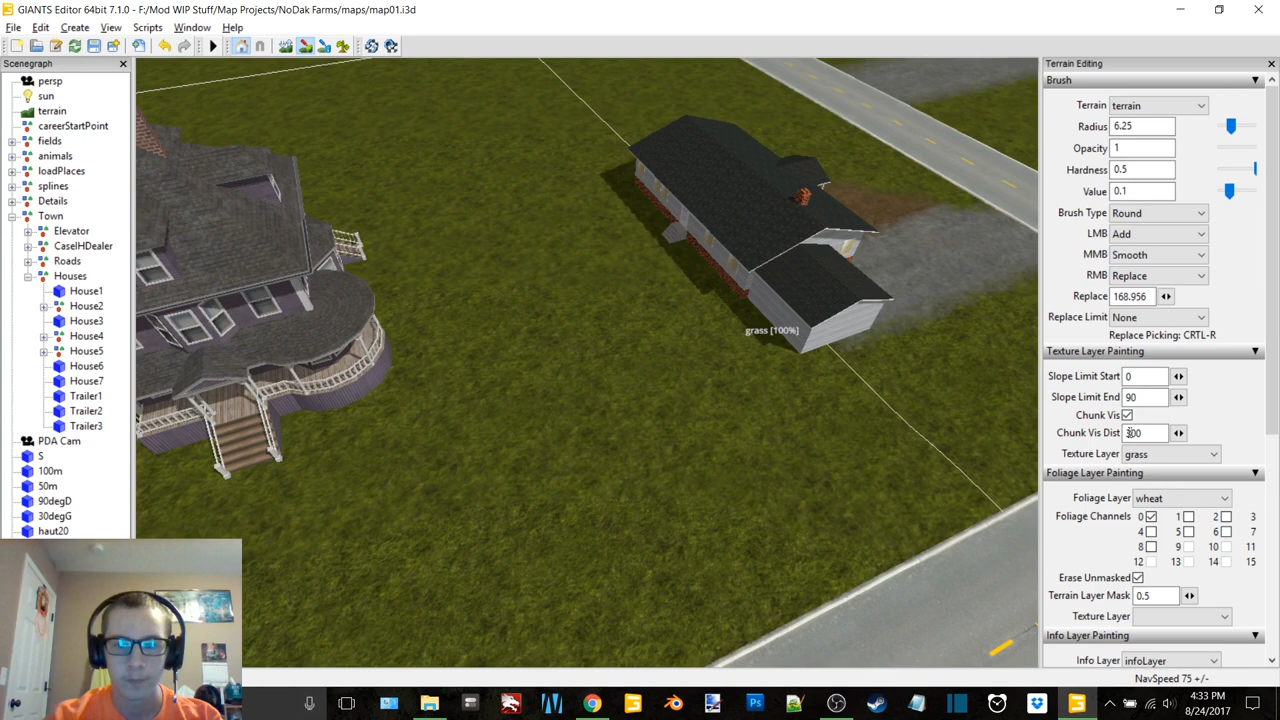 GIANTS Editor 64bit 7.1.0 - F:/Mod WIP Stuff/Map Projects/NoDak Farms/maps/map01.i3d
File Edit Create View Scripts Window Help
Scenegraph
persp
sun
terrain
careerStartPoint
fields
animals
loadPlaces
splines
Details
Town
Elevator
CaseIHDealer
Roads
Houses
House1
House2
House3
House4
House5
House6
House7
Trailer1
Trailer2
Trailer3
PDA Cam
S
100m
50m
90degD
30degG
haut20
grass [100%]
Terrain Editing
Brush
Terrain terrain
Radius 6.25
Opacity 1
Hardness 0.5
Value 0.1
Brush Type Round
LMB Add
MMB Smooth
RMB Replace
Replace 168.956
Replace Limit None
Replace Picking: CRTL-R
Texture Layer Painting
Slope Limit Start 0
Slope Limit End 90
Chunk Vis
Chunk Vis Dist 300
Texture Layer grass
Foliage Layer Painting
Foliage Layer wheat
Foliage Channels 0 1 2 3
4 5 6 7
8 9 10 11
12 13 14 15
Erase Unmasked
Terrain Layer Mask 0.5
Texture Layer
Info Layer Painting
Info Layer infoLayer
NavSpeed 75 +/-
4:33 PM
8/24/2017